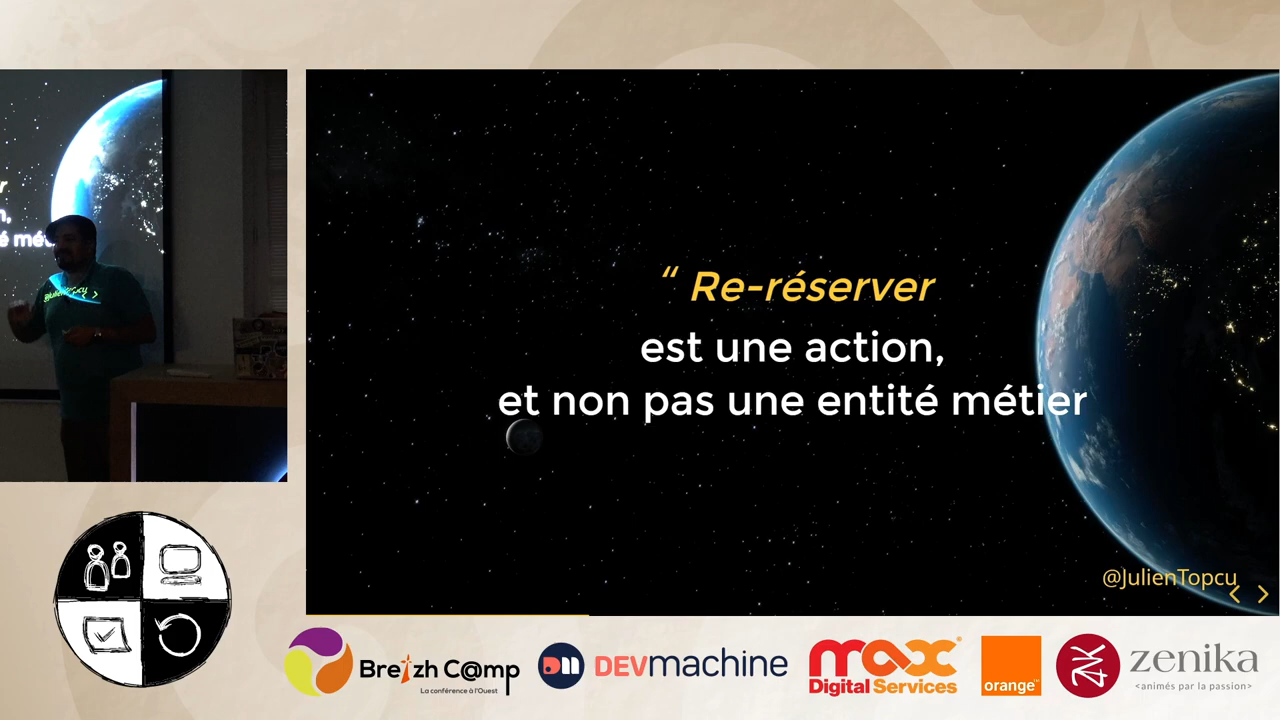 “ Re-réserver
est une action,
et non pas une entité métier
@JulienTopcu
Breizh C@mp
La conférence à l'Ouest
DEVmachine
max
Digital Services
orange™
zenika
<animés par la passion>